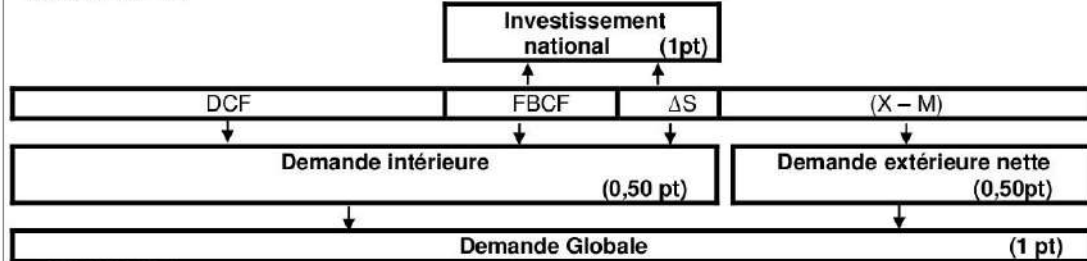 Investissement
national (1pt)
DCF FBCF ΔS (X – M)
Demande intérieure Demande extérieure nette
(0,50 pt) (0,50pt)
Demande Globale (1 pt)